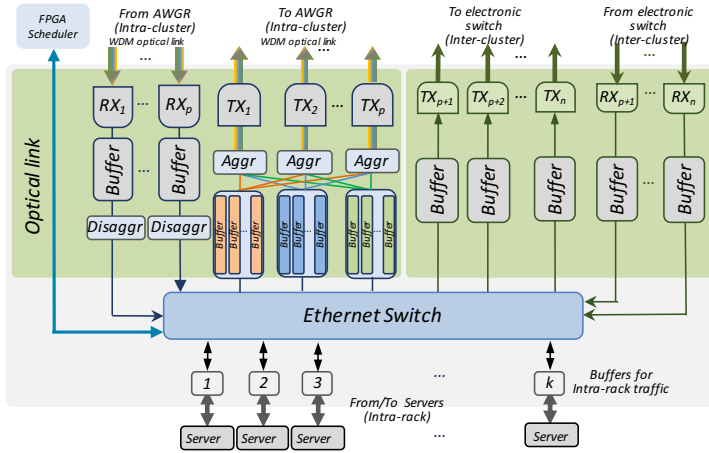 FPGA
Scheduler
From AWGR
(Intra-cluster)
WDM optical link
...
To AWGR
(Intra-cluster)
WDM optical link
...
To electronic
switch
(Inter-cluster)
...
From electronic
switch
(Inter-cluster)
...
Optical link
RX1 ... RXp
TX1 TX2 ... TXp
TXp+1 TXp+2 ... TXn
RXp+1 ... RXn
Buffer ... Buffer
Aggr Aggr Aggr
Buffer Buffer ... Buffer
Buffer ... Buffer
Disaggr Disaggr
Buffer Buffer ... Buffer
Buffer Buffer ... Buffer
Buffer Buffer ... Buffer
Ethernet Switch
1 2 3 ... k
Buffers for
Intra-rack traffic
From/To Servers
(Intra-rack)
Server Server Server ... Server